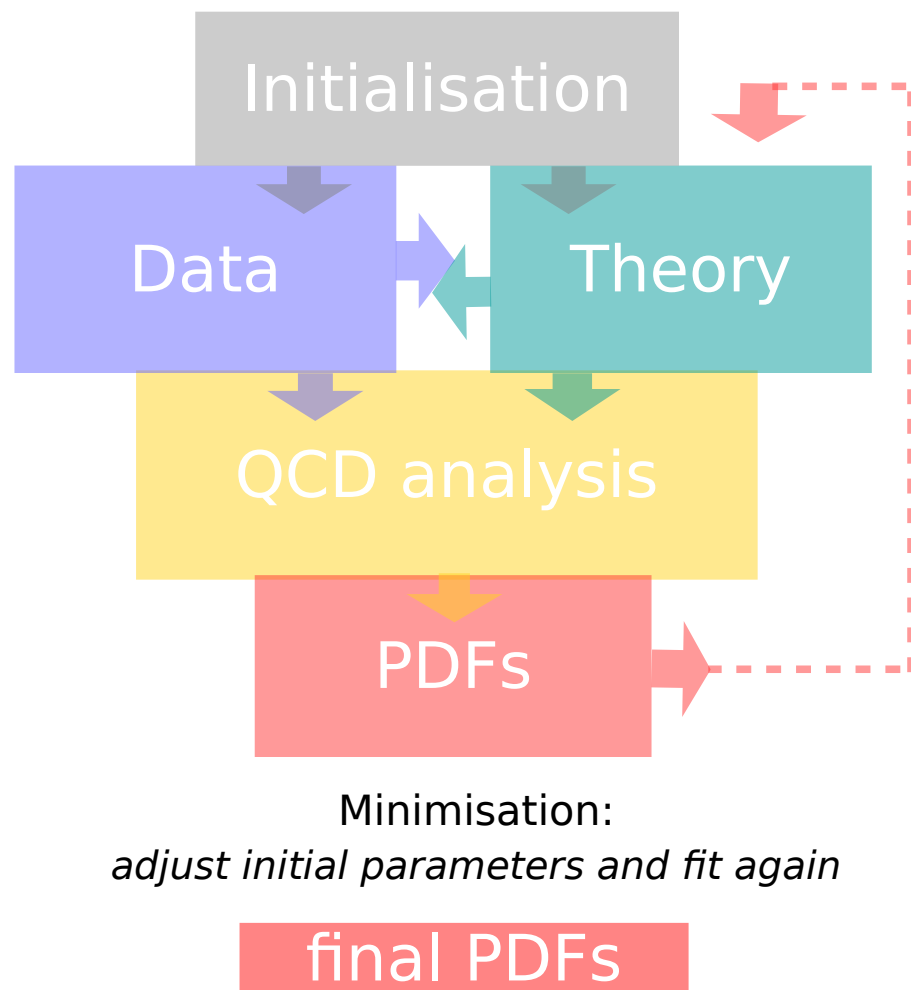 Initialisation
Data
Theory
QCD analysis
PDFs
Minimisation:
adjust initial parameters and fit again
final PDFs